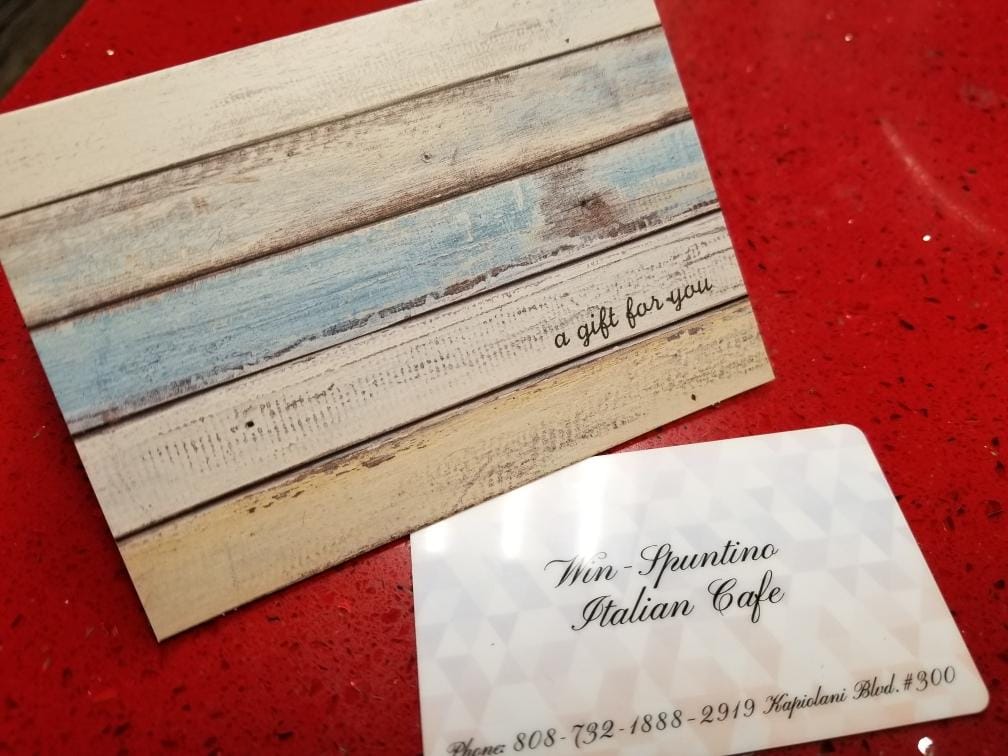 a gift for you
Win-Spuntino
Italian Cafe
Phone: 808-732-1888-2919 Kapiolani Blvd. #300